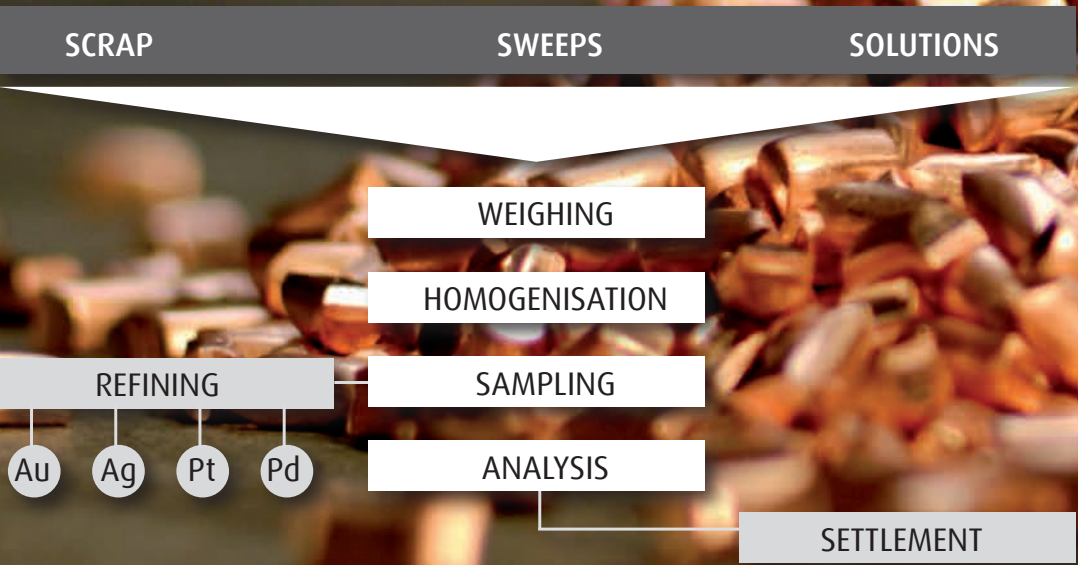 SCRAP SWEEPS SOLUTIONS
WEIGHING
HOMOGENISATION
REFINING SAMPLING
Au Ag Pt Pd ANALYSIS
SETTLEMENT